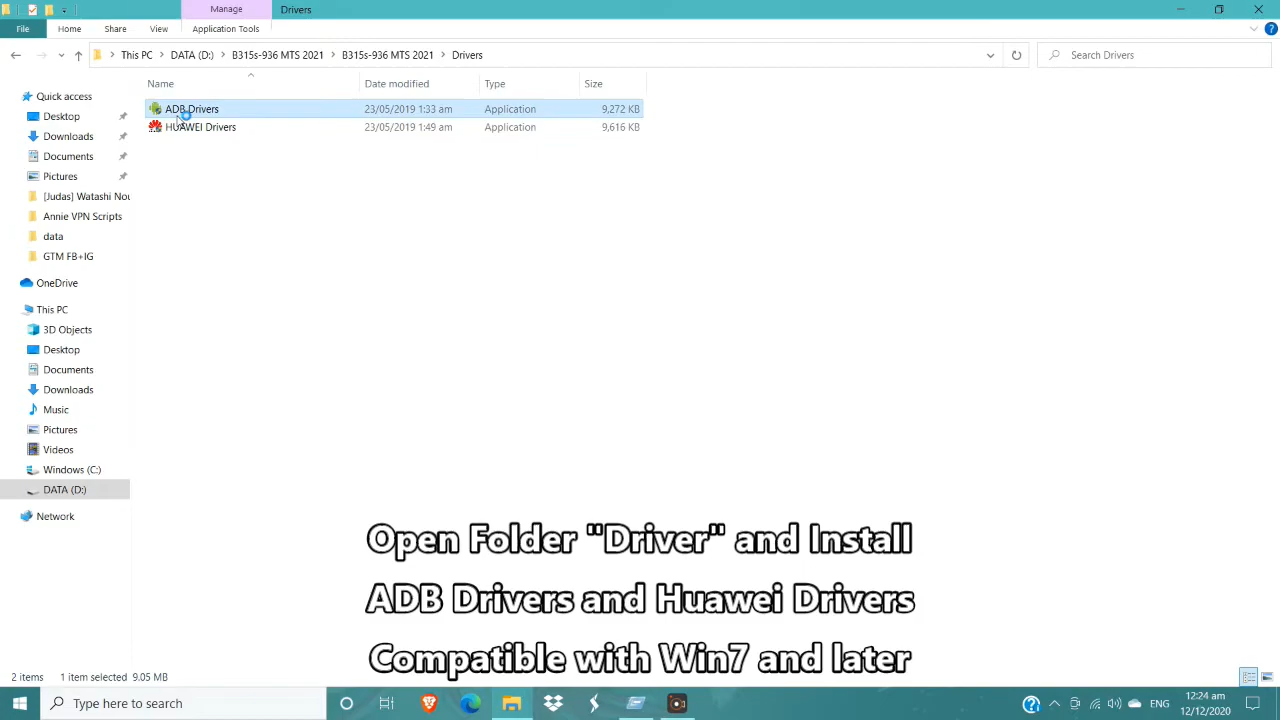 Manage
Drivers
File
Home
Share
View
Application Tools
This PC
DATA (D:)
B315s-936 MTS 2021
B315s-936 MTS 2021
Drivers
Search Drivers
Name
Date modified
Type
Size
ADB Drivers
23/05/2019 1:33 am
Application
9,272 KB
HUAWEI Drivers
23/05/2019 1:49 am
Application
9,616 KB
Quick access
Desktop
Downloads
Documents
Pictures
[Judas] Watashi Nou
Annie VPN Scripts
data
GTM FB+IG
OneDrive
This PC
3D Objects
Desktop
Documents
Downloads
Music
Pictures
Videos
Windows (C:)
DATA (D:)
Network
Open Folder "Driver" and Install
ADB Drivers and Huawei Drivers
Compatible with Win7 and later
2 items
1 item selected 9.05 MB
Type here to search
ENG
12:24 am
12/12/2020